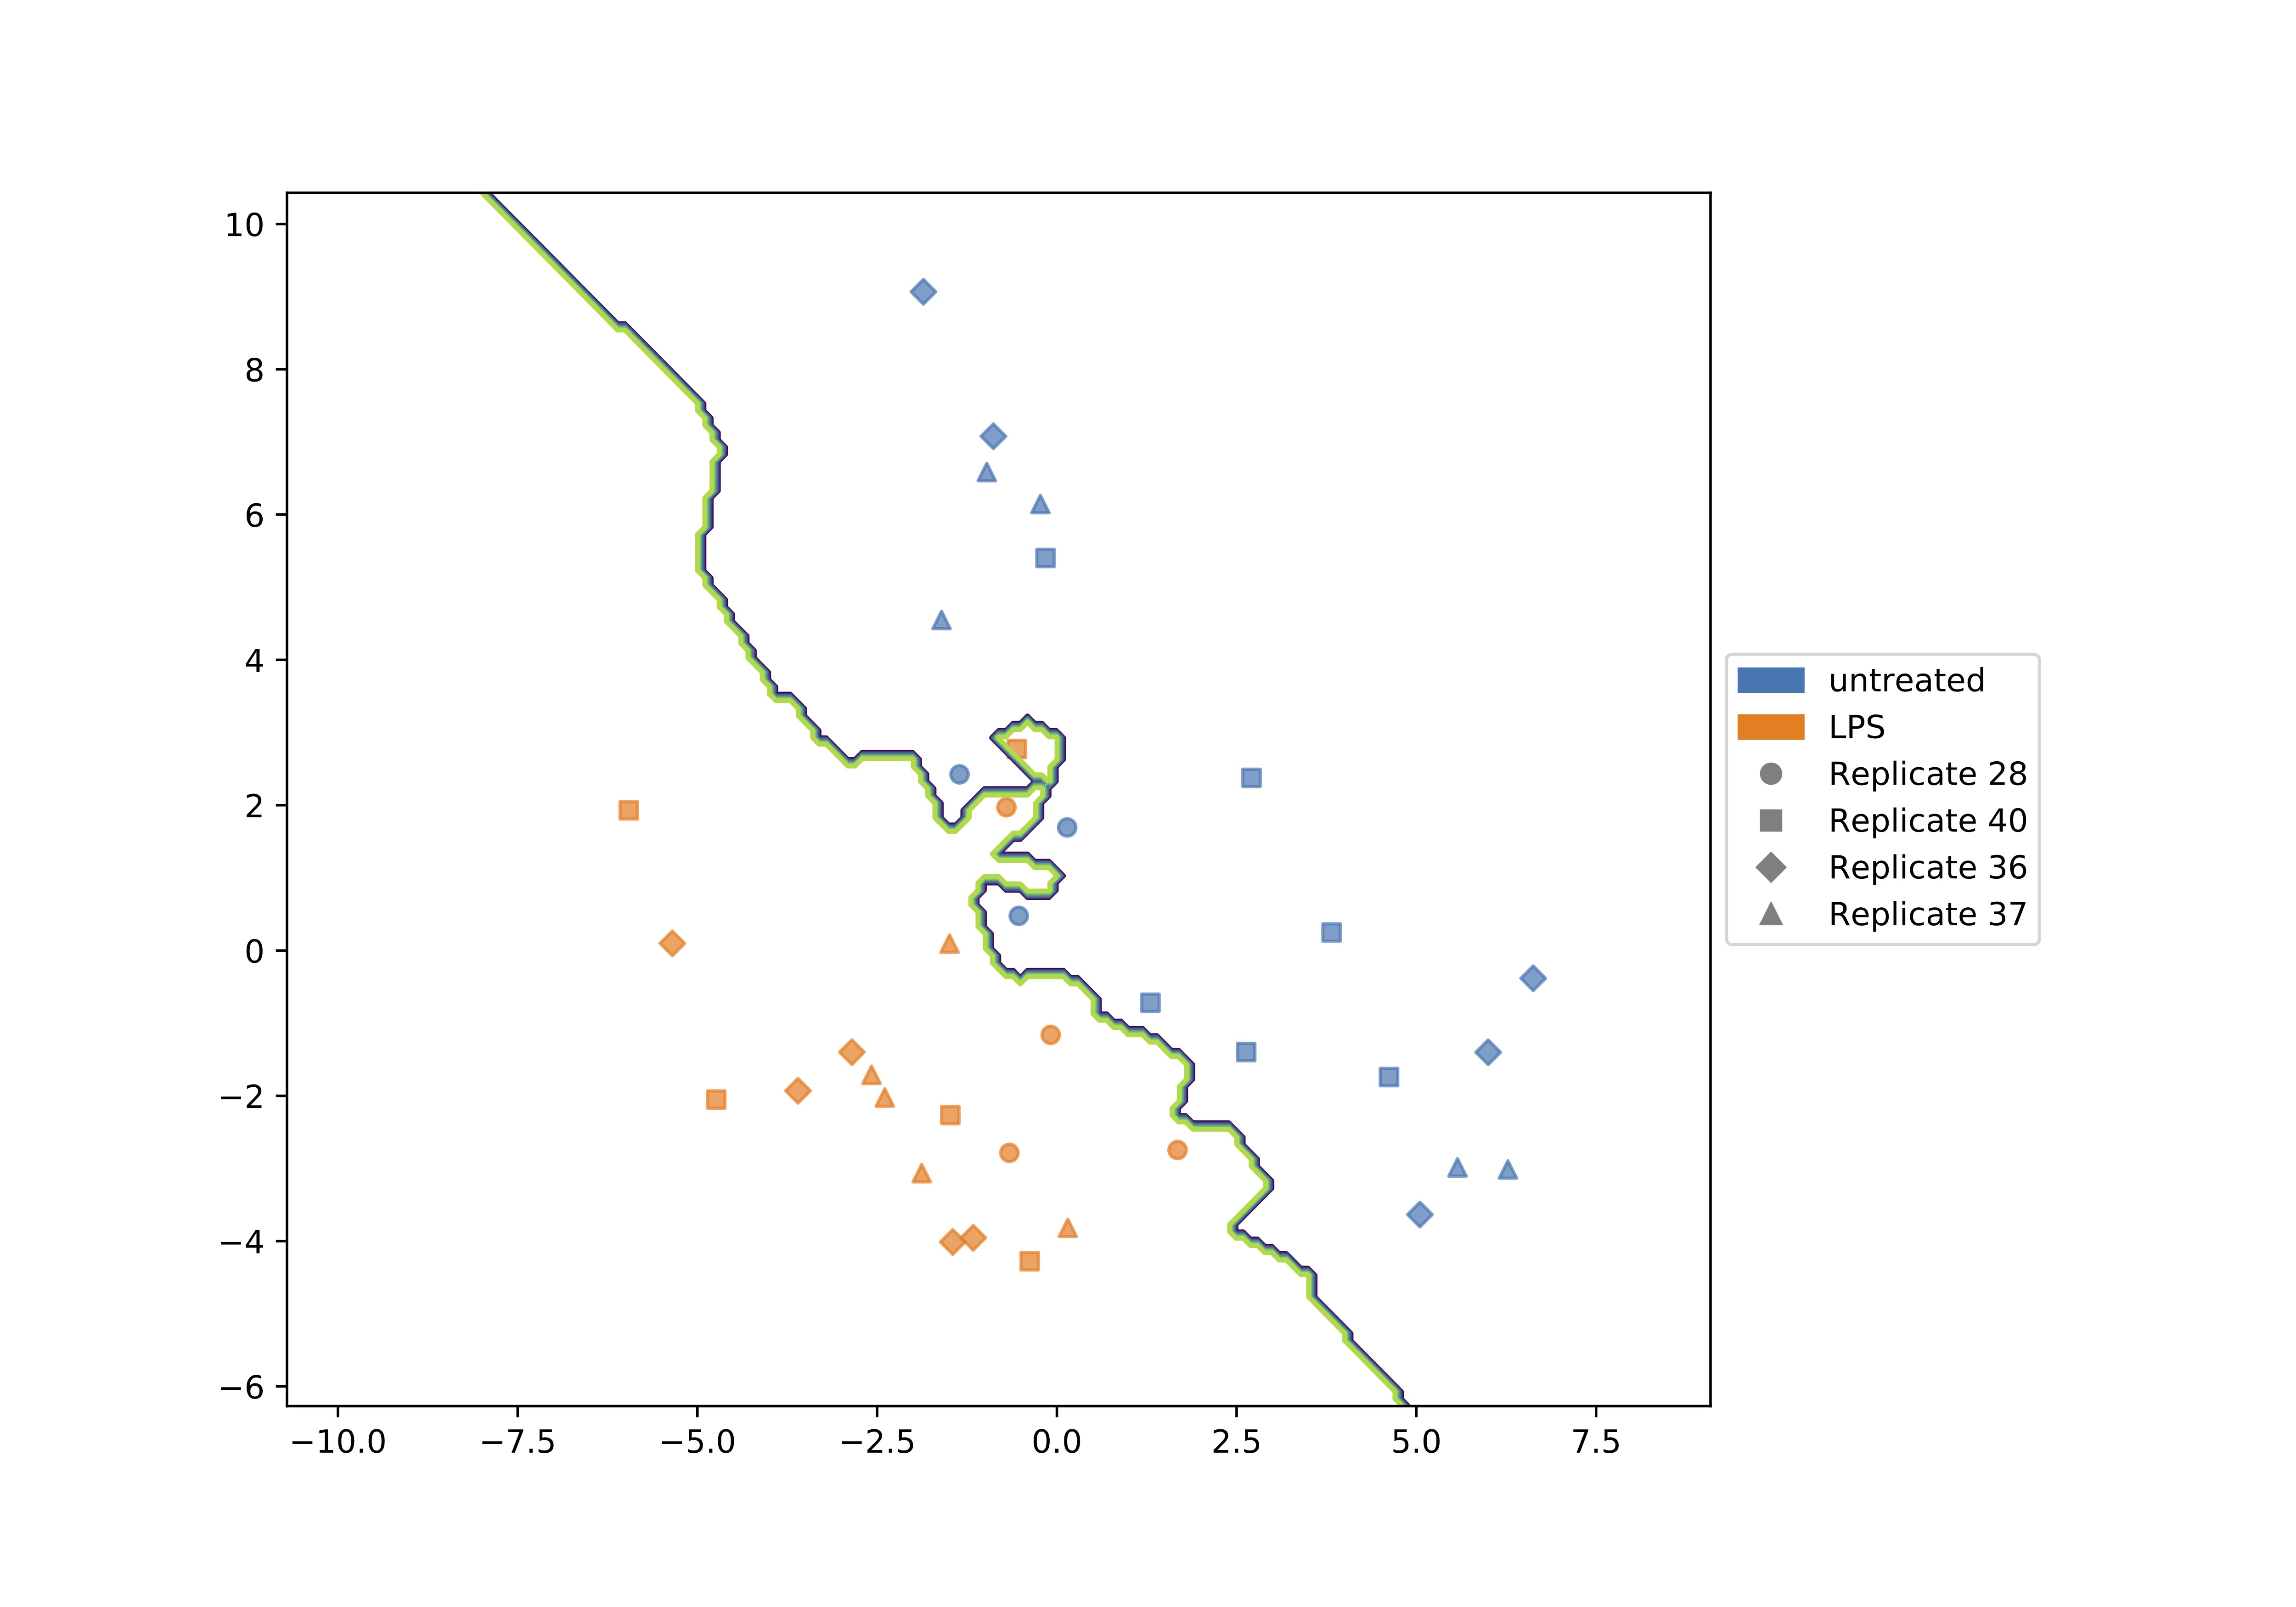 10
8
6
4
2
0
−2
−4
−6
−10.0 −7.5 −5.0 −2.5 0.0 2.5 5.0 7.5
untreated
LPS
Replicate 28
Replicate 40
Replicate 36
Replicate 37